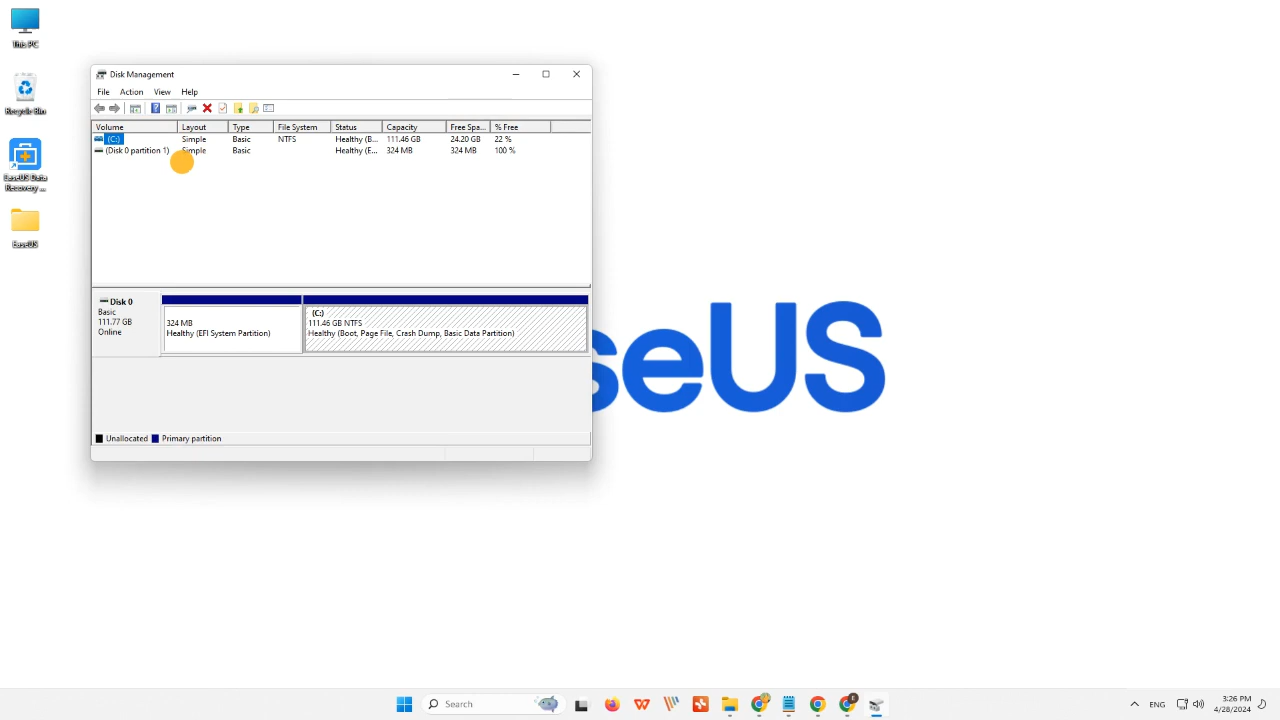 This PC
Recycle Bin
EaseUS Data
Recovery ...
EaseUS
Disk Management
File Action View Help
Volume Layout Type File System Status Capacity Free Spa... % Free
(C:) Simple Basic NTFS Healthy (B... 111.46 GB 24.20 GB 22 %
(Disk 0 partition 1) Simple Basic Healthy (E... 324 MB 324 MB 100 %
Disk 0
Basic
111.77 GB
Online
324 MB
Healthy (EFI System Partition)
(C:)
111.46 GB NTFS
Healthy (Boot, Page File, Crash Dump, Basic Data Partition)
Unallocated Primary partition
seUS
Search
ENG
3:26 PM
4/28/2024